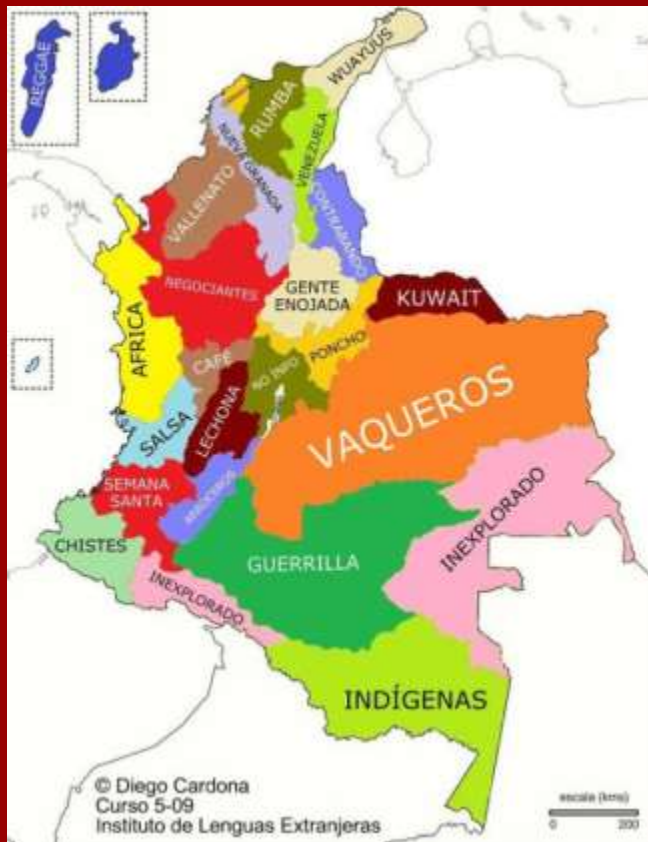 REGGAE
WUAYUUS
RUMBA
VENEZUELA
NUEVA GRANADA
VALLENATO
CONTRABANDO
NEGOCIANTES
GENTE
ENOJADA
KUWAIT
AFRICA
CAFÉ
NO INFO
PONCHO
LECHONA
SALSA
VAQUEROS
SEMANA
SANTA
ARROCEROS
CHISTES
INEXPLORADO
GUERRILLA
INEXPLORADO
INDÍGENAS
© Diego Cardona
Curso 5-09
Instituto de Lenguas Extranjeras
escala (kms)
0 200